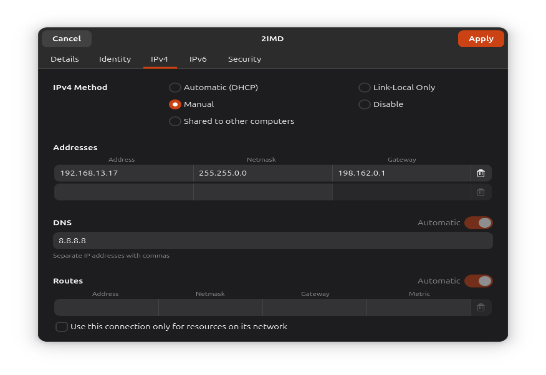 Cancel
2IMD
Apply
Details Identity IPv4 IPv6 Security
IPv4 Method
Automatic (DHCP)
Link-Local Only
Manual
Disable
Shared to other computers
Addresses
Address Netmask Gateway
192.168.13.17 255.255.0.0 198.162.0.1
DNS
Automatic
8.8.8.8
Separate IP addresses with commas
Routes
Automatic
Address Netmask Gateway Metric
Use this connection only for resources on its network